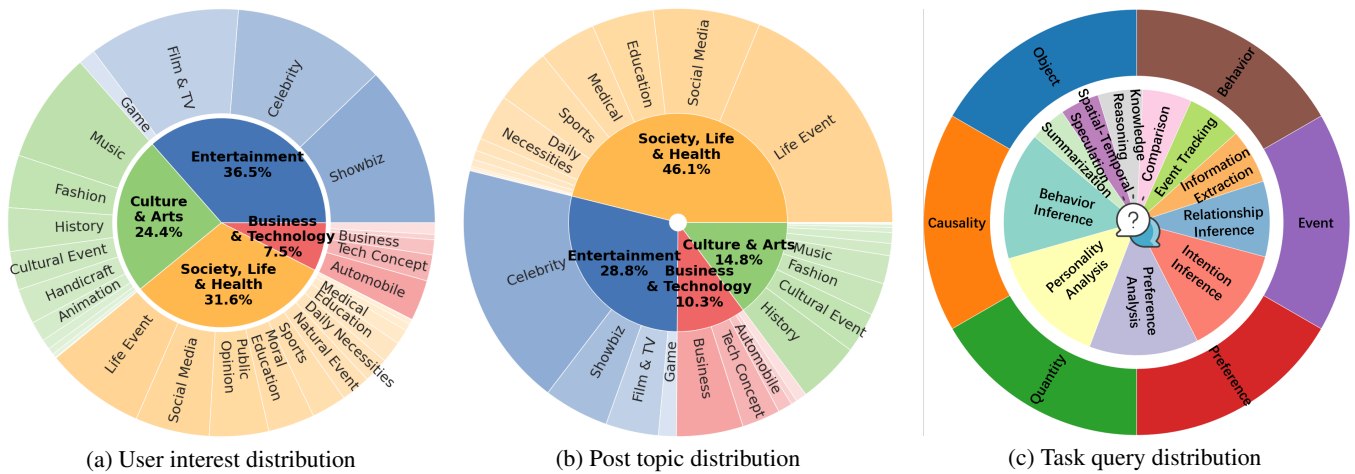 Film & TV
Celebrity
Showbiz
Game
Music
Fashion
History
Cultural Event
Handicraft
Animation
Life Event
Social Media
Public
Opinion
Moral
Education
Sports
Natural Event
Daily Necessities
Education
Medical
Automobile
Tech Concept
Business
Entertainment
36.5%
Culture
& Arts
24.4%
Business
& Technology
7.5%
Society, Life
& Health
31.6%
(a) User interest distribution
Life Event
Social Media
Education
Medical
Sports
Daily
Necessities
Celebrity
Showbiz
Film & TV
Game
Business
Tech Concept
Automobile
History
Cultural Event
Fashion
Music
Society, Life
& Health
46.1%
Entertainment
28.8%
Culture & Arts
14.8%
Business
& Technology
10.3%
(b) Post topic distribution
Object
Behavior
Event
Preference
Quantity
Causality
Summarization
Spatial-Temporal
Speculation
Knowledge
Reasoning
Comparison
Event Tracking
Information
Extraction
Relationship
Inference
Intention
Inference
Preference
Analysis
Personality
Analysis
Behavior
Inference
?
(c) Task query distribution